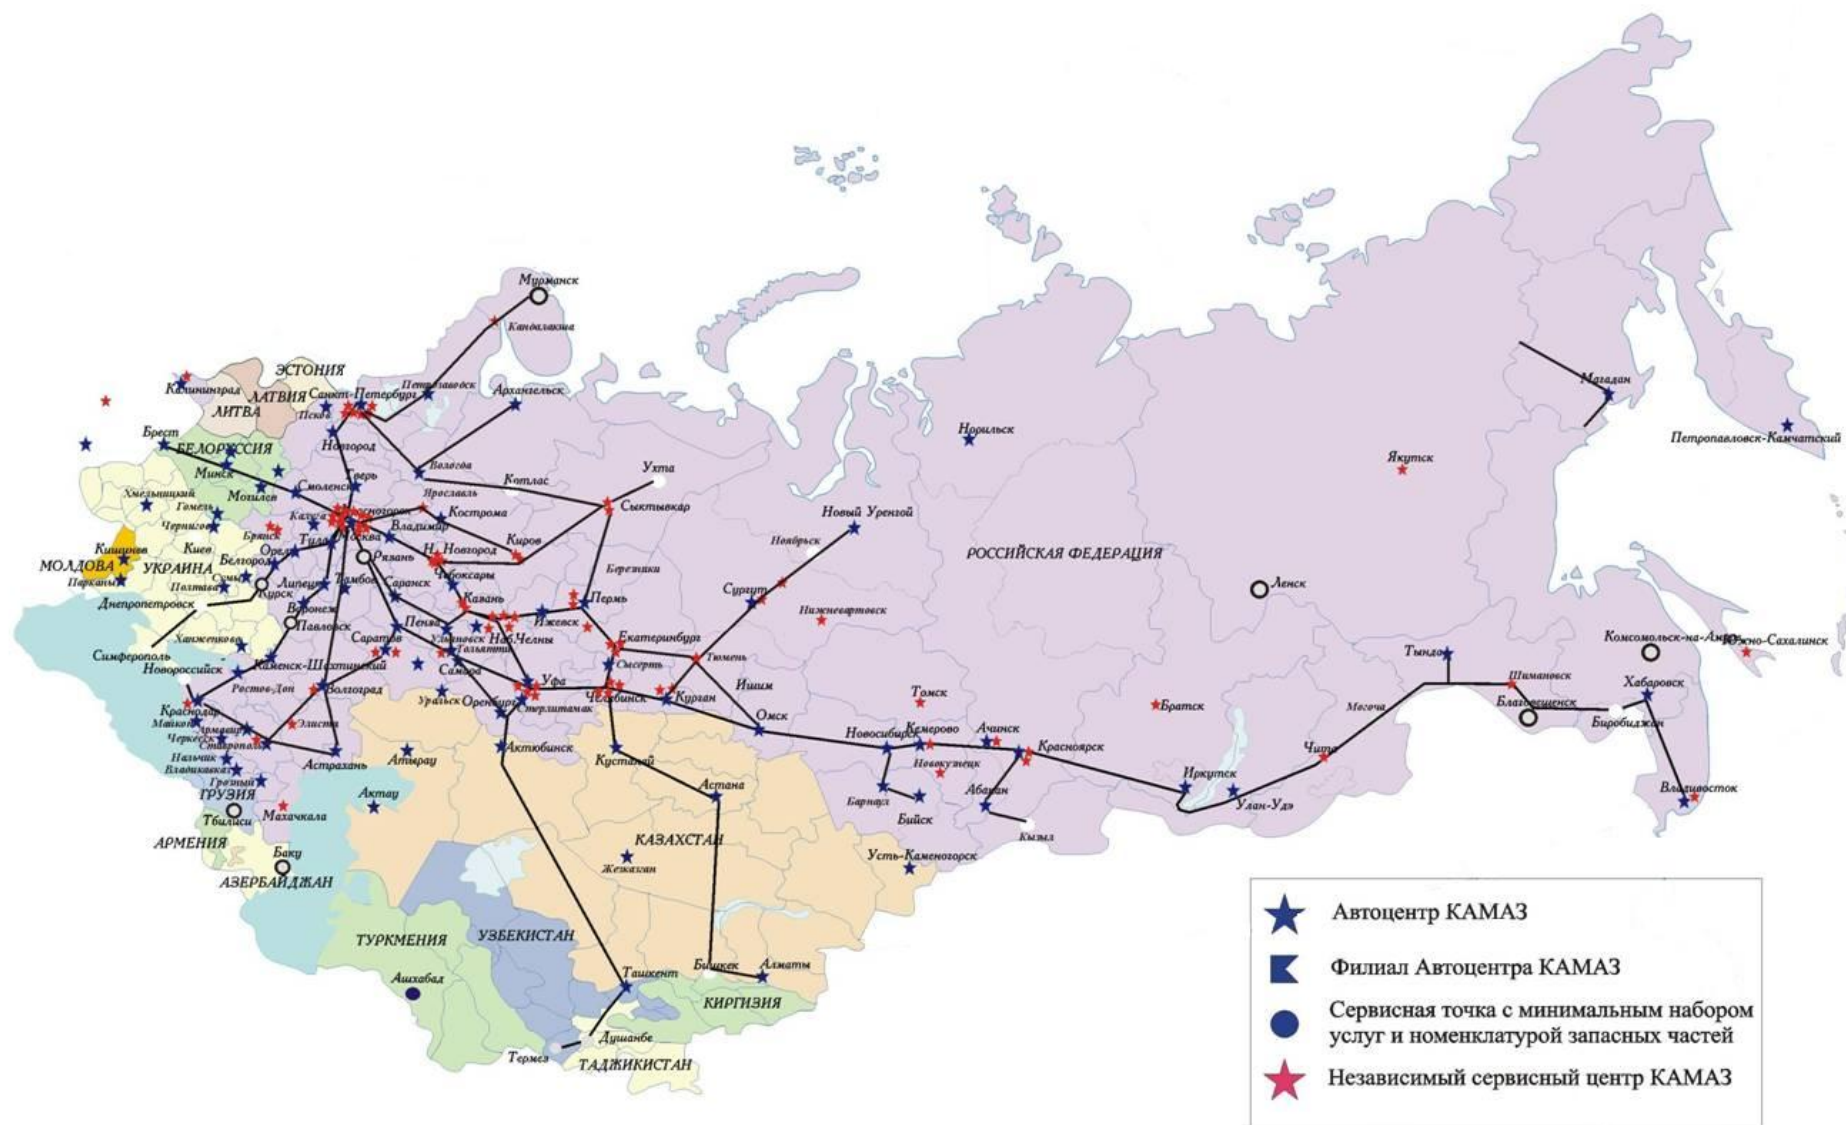 Мурманск
Кандалакша
ЭСТОНИЯ
Калининград
ЛАТВИЯ
Санкт-Петербург
Петрозаводск
Архангельск
ЛИТВА
Псков
Брест
Новгород
Норильск
Магадан
Петропавловск-Камчатский
БЕЛОРУССИЯ
Минск
Вологда
Ухта
Якутск
Смоленск
Тверь
Котлас
Хмельницкий
Могилев
Ярославль
Сыктывкар
Гомель
Калуга
Красногорск
Кострома
Новый Уренгой
Чернигов
Брянск
Москва
Владимир
Киров
Ноябрьск
Киев
Орел
Тула
Рязань
Н. Новгород
РОССИЙСКАЯ ФЕДЕРАЦИЯ
Кишинев
МОЛДОВА
УКРАИНА
Белгород
Березники
Парканы
Полтава
Сумы
Курск
Липецк
Тамбов
Саранск
Чебоксары
Сургут
Ленск
Днепропетровск
Воронеж
Казань
Пермь
Нижневартовск
Павловск
Пенза
Ижевск
Ханженково
Саратов
Ульяновск
Наб.Челны
Екатеринбург
Комсомольск-на-Амуре
Южно-Сахалинск
Симферополь
Тольятти
Тюмень
Тында
Новороссийск
Каменск-Шахтинский
Самара
Сысерть
Шимановск
Ростов-Дон
Волгоград
Уфа
Ишим
Томск
Хабаровск
Уральск
Оренбург
Стерлитамак
Челябинск
Курган
Братск
Могоча
Благовещенск
Краснодар
Майкоп
Элиста
Омск
Биробиджан
Армавир
Черкесск
Ставрополь
Актюбинск
Новосибирск
Кемерово
Ачинск
Красноярск
Чита
Нальчик
Астрахань
Атырау
Кустанай
Новокузнецк
Владикавказ
Грозный
Астана
Барнаул
Абакан
Иркутск
Улан-Удэ
Владивосток
ГРУЗИЯ
Актау
Тбилиси
Махачкала
Бийск
АРМЕНИЯ
КАЗАХСТАН
Кызыл
Баку
Жезказган
Усть-Каменогорск
АЗЕРБАЙДЖАН
ТУРКМЕНИЯ
УЗБЕКИСТАН
Ашхабад
Ташкент
Бишкек
Алматы
КИРГИЗИЯ
Душанбе
Термез
ТАДЖИКИСТАН
Автоцентр КАМАЗ
Филиал Автоцентра КАМАЗ
Сервисная точка с минимальным набором
услуг и номенклатурой запасных частей
Независимый сервисный центр КАМАЗ